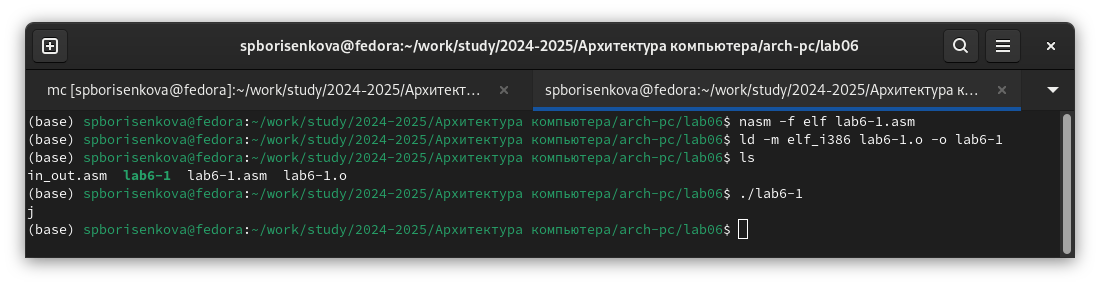 spborisenkova@fedora:~/work/study/2024-2025/Архитектура компьютера/arch-pc/lab06
mc [spborisenkova@fedora]:~/work/study/2024-2025/Архитект...
spborisenkova@fedora:~/work/study/2024-2025/Архитектура к...
(base) spborisenkova@fedora:~/work/study/2024-2025/Архитектура компьютера/arch-pc/lab06$ nasm -f elf lab6-1.asm
(base) spborisenkova@fedora:~/work/study/2024-2025/Архитектура компьютера/arch-pc/lab06$ ld -m elf_i386 lab6-1.o -o lab6-1
(base) spborisenkova@fedora:~/work/study/2024-2025/Архитектура компьютера/arch-pc/lab06$ ls
in_out.asm  lab6-1  lab6-1.asm  lab6-1.o
(base) spborisenkova@fedora:~/work/study/2024-2025/Архитектура компьютера/arch-pc/lab06$ ./lab6-1
j
(base) spborisenkova@fedora:~/work/study/2024-2025/Архитектура компьютера/arch-pc/lab06$